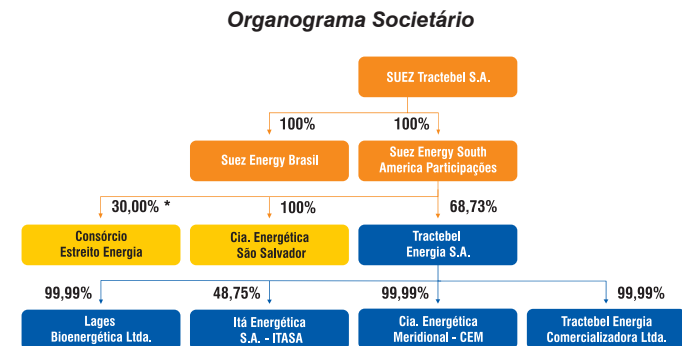 Organograma Societário
SUEZ Tractebel S.A.
100% 100%
Suez Energy Brasil
Suez Energy South
America Participações
30,00% * 100% 68,73%
Consórcio
Estreito Energia
Cia. Energética
São Salvador
Tractebel
Energia S.A.
99,99% 48,75% 99,99% 99,99%
Lages
Bioenergética Ltda.
Itá Energética
S.A. - ITASA
Cia. Energética
Meridional - CEM
Tractebel Energia
Comercializadora Ltda.